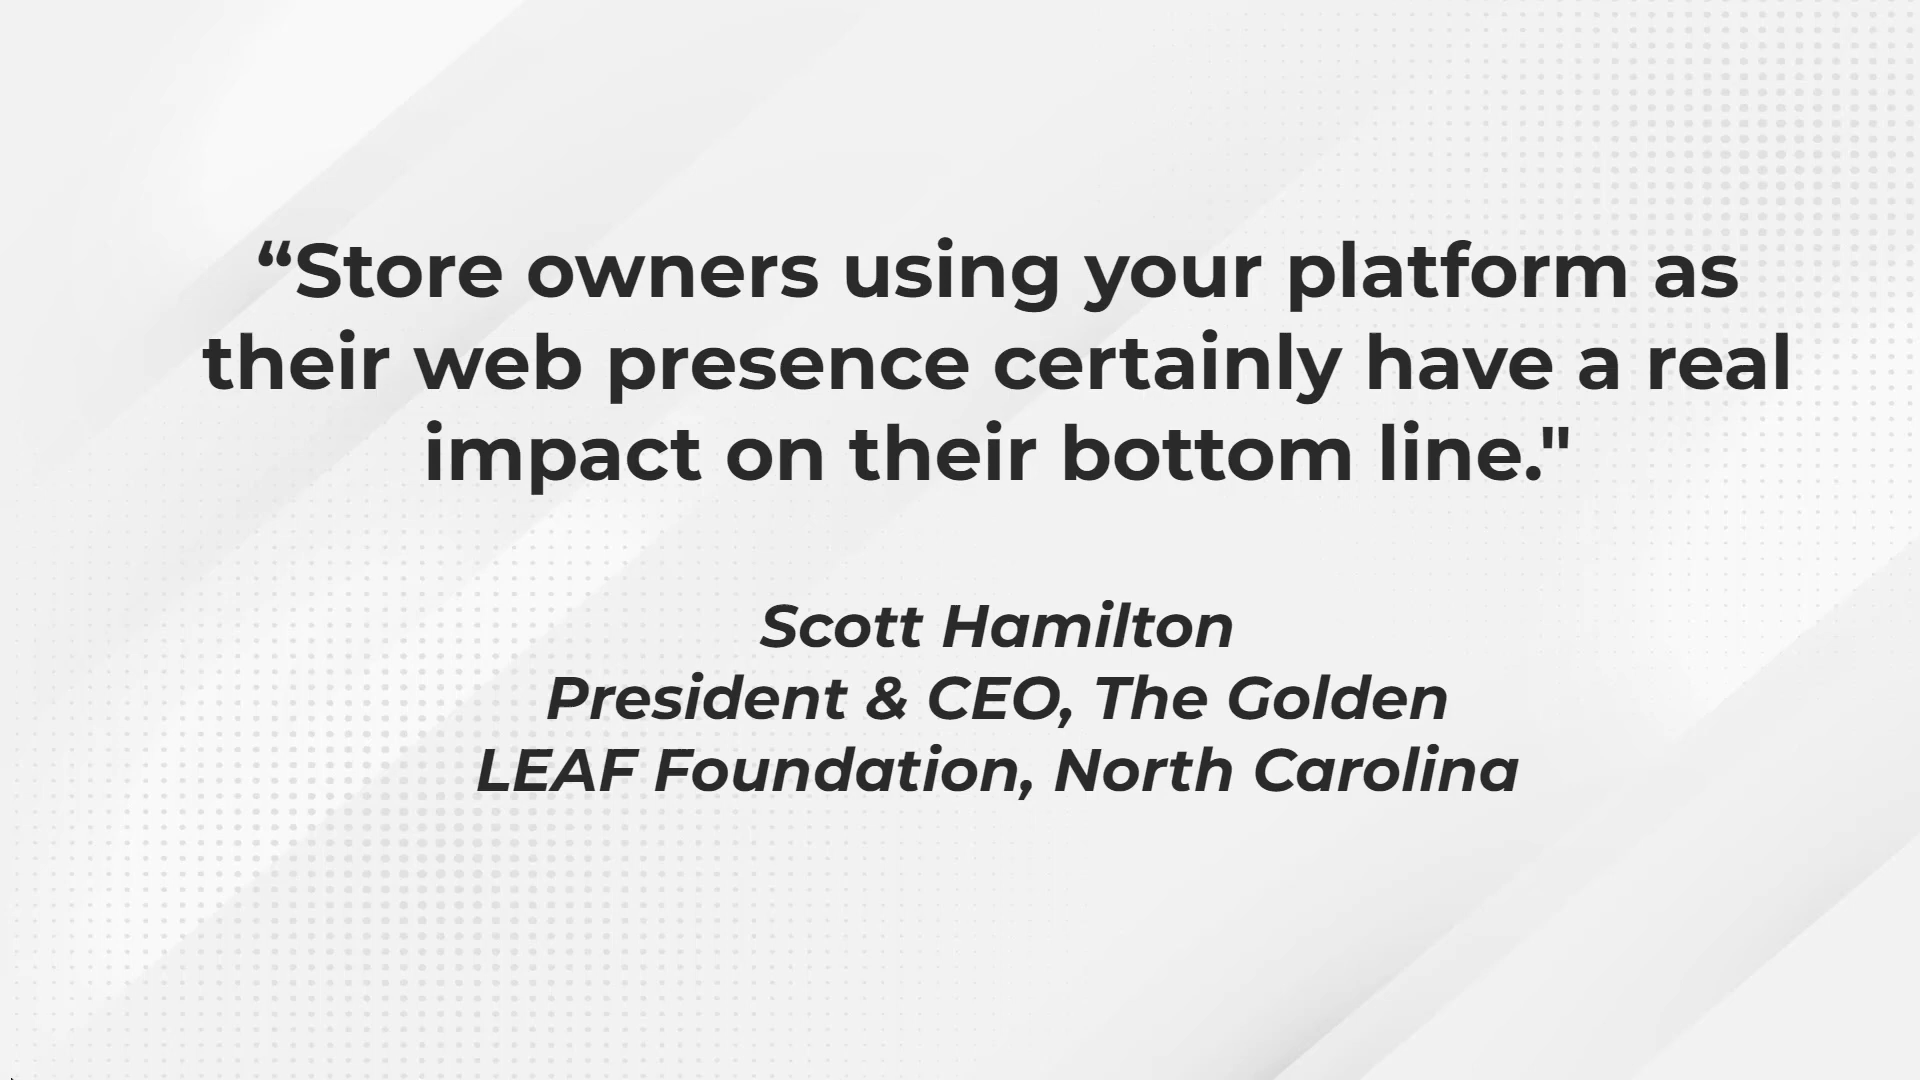 “Store owners using your platform as
their web presence certainly have a real
impact on their bottom line."
Scott Hamilton
President & CEO, The Golden
LEAF Foundation, North Carolina